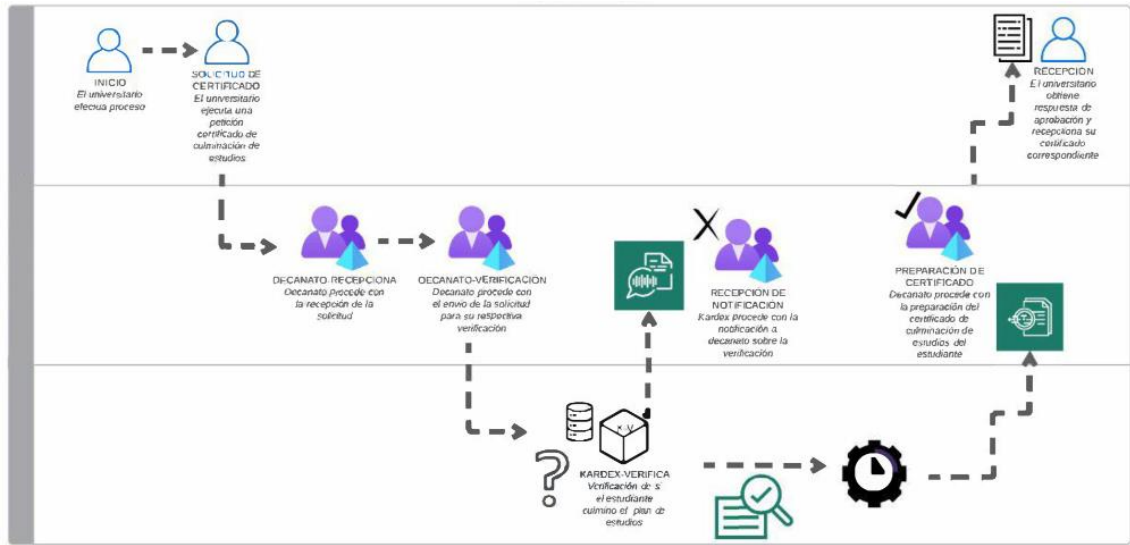 INICIO
El universitario
efectua proceso
SOLICITUD DE
CERTIFICADO
El universitario
ejecuta una
petición
certificado de
culminación de
estudios
RECEPCIÓN
El universitario
obtiene
respuesta de
aprobación y
recepciona su
certificado
correspondiente
DECANATO-RECEPCIONA
Decanato Procede con
la recepción de la
solicitud
DECANATO-VERIFICACIÓN
Decanato procede con
el envio de la solicitud
para su respectiva
verificación
X
RECEPCIÓN DE
NOTIFICACIÓN
Kardex procede con la
notificación a
decanato sobre la
verificación
PREPARACIÓN DE
CERTIFICADO
Decanato procede con
la preparación del
certificado de
culminación de
estudios del
estudiante
?
KARDEX-VERIFICA
Verificación de si
el estudiante
culmino el plan de
estudios